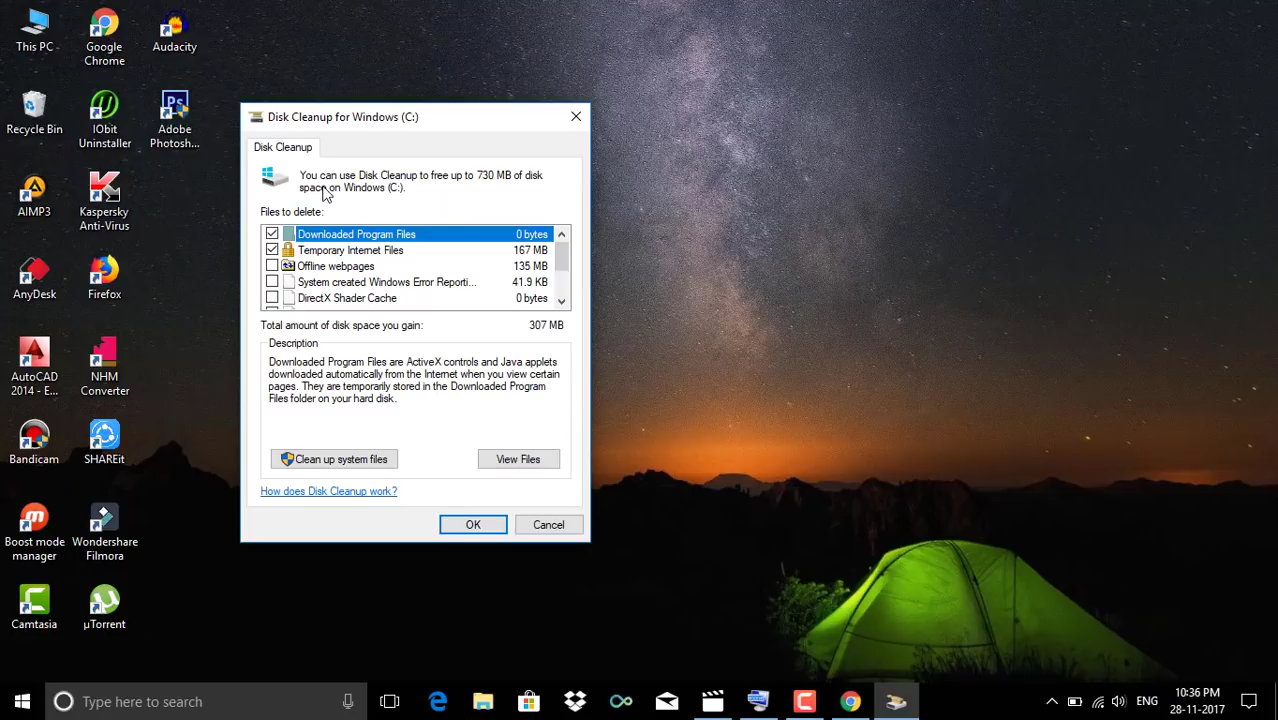 This PC
Google
Chrome
Audacity
Recycle Bin
IObit
Uninstaller
Adobe
Photosh...
AIMP3
Kaspersky
Anti-Virus
AnyDesk
Firefox
AutoCAD
2014 - E...
NHM
Converter
Bandicam
SHAREit
Boost mode
manager
Wondershare
Filmora
Camtasia
µTorrent
Disk Cleanup for Windows (C:)
Disk Cleanup
You can use Disk Cleanup to free up to 730 MB of disk
space on Windows (C:).
Files to delete:
Downloaded Program Files 0 bytes
Temporary Internet Files 167 MB
Offline webpages 135 MB
System created Windows Error Reporti... 41.9 KB
DirectX Shader Cache 0 bytes
Total amount of disk space you gain: 307 MB
Description
Downloaded Program Files are ActiveX controls and Java applets
downloaded automatically from the Internet when you view certain
pages. They are temporarily stored in the Downloaded Program
Files folder on your hard disk.
Clean up system files
View Files
How does Disk Cleanup work?
OK
Cancel
Type here to search
ENG
10:36 PM
28-11-2017